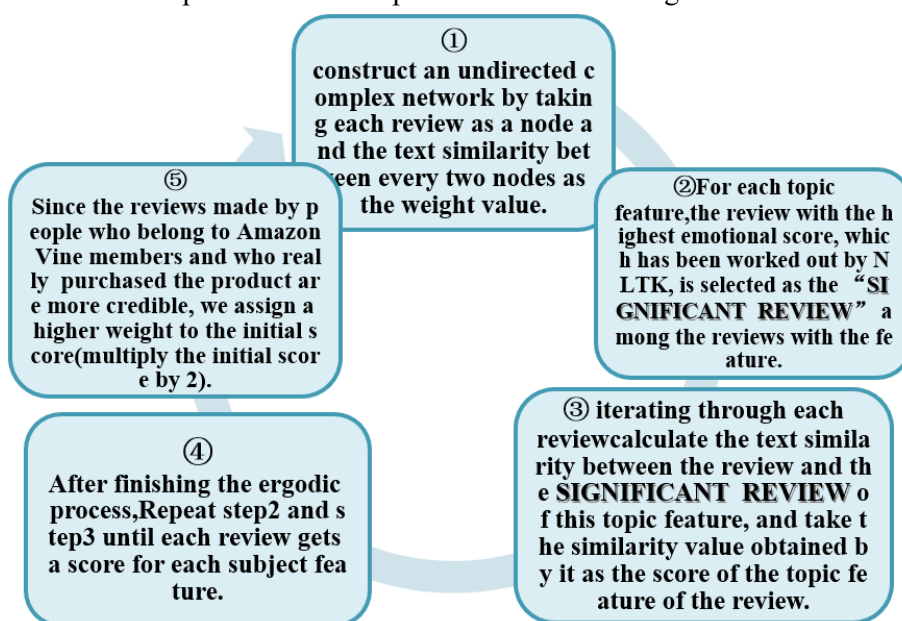 ①
construct an undirected c
omplex network by takin
g each review as a node a
nd the text similarity bet
ween every two nodes as
the weight value.
②For each topic
feature,the review with the h
ighest emotional score, whic
h has been worked out by N
LTK, is selected as the “SI
GNIFICANT REVIEW” a
mong the reviews with the fe
ature.
③ iterating through each
reviewcalculate the text simila
rity between the review and th
e SIGNIFICANT REVIEW o
f this topic feature, and take t
he similarity value obtained b
y it as the score of the topic fe
ature of the review.
④
After finishing the ergodic
process,Repeat step2 and s
tep3 until each review gets
a score for each subject fea
ture.
⑤
Since the reviews made by p
eople who belong to Amazon
Vine members and who real
ly purchased the product ar
e more credible, we assign a
higher weight to the initial s
core(multiply the initial scor
e by 2).